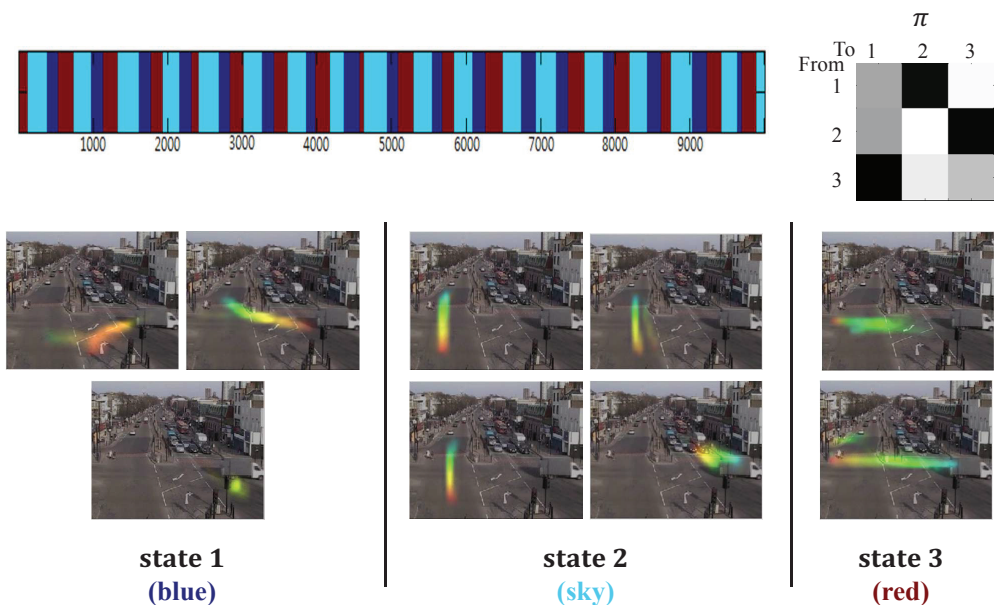 1000 2000 3000 4000 5000 6000 7000 8000 9000
π
To
From 1 2 3
1
2
3
state 1
(blue)
state 2
(sky)
state 3
(red)